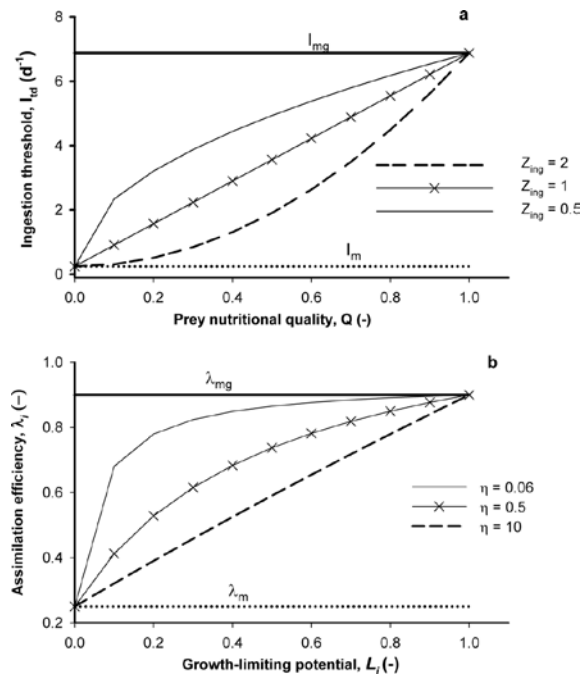 a
I_mg
8
6
4
2
0
Ingestion threshold, I_td (d⁻¹)
Z_ing = 2
Z_ing = 1
Z_ing = 0.5
I_m
0.0 0.2 0.4 0.6 0.8 1.0
Prey nutritional quality, Q (-)
b
λ_mg
1.0
0.8
0.6
0.4
0.2
Assimilation efficiency, λ_i (–)
η = 0.06
η = 0.5
η = 10
λ_m
0.0 0.2 0.4 0.6 0.8 1.0
Growth-limiting potential, L_i (-)